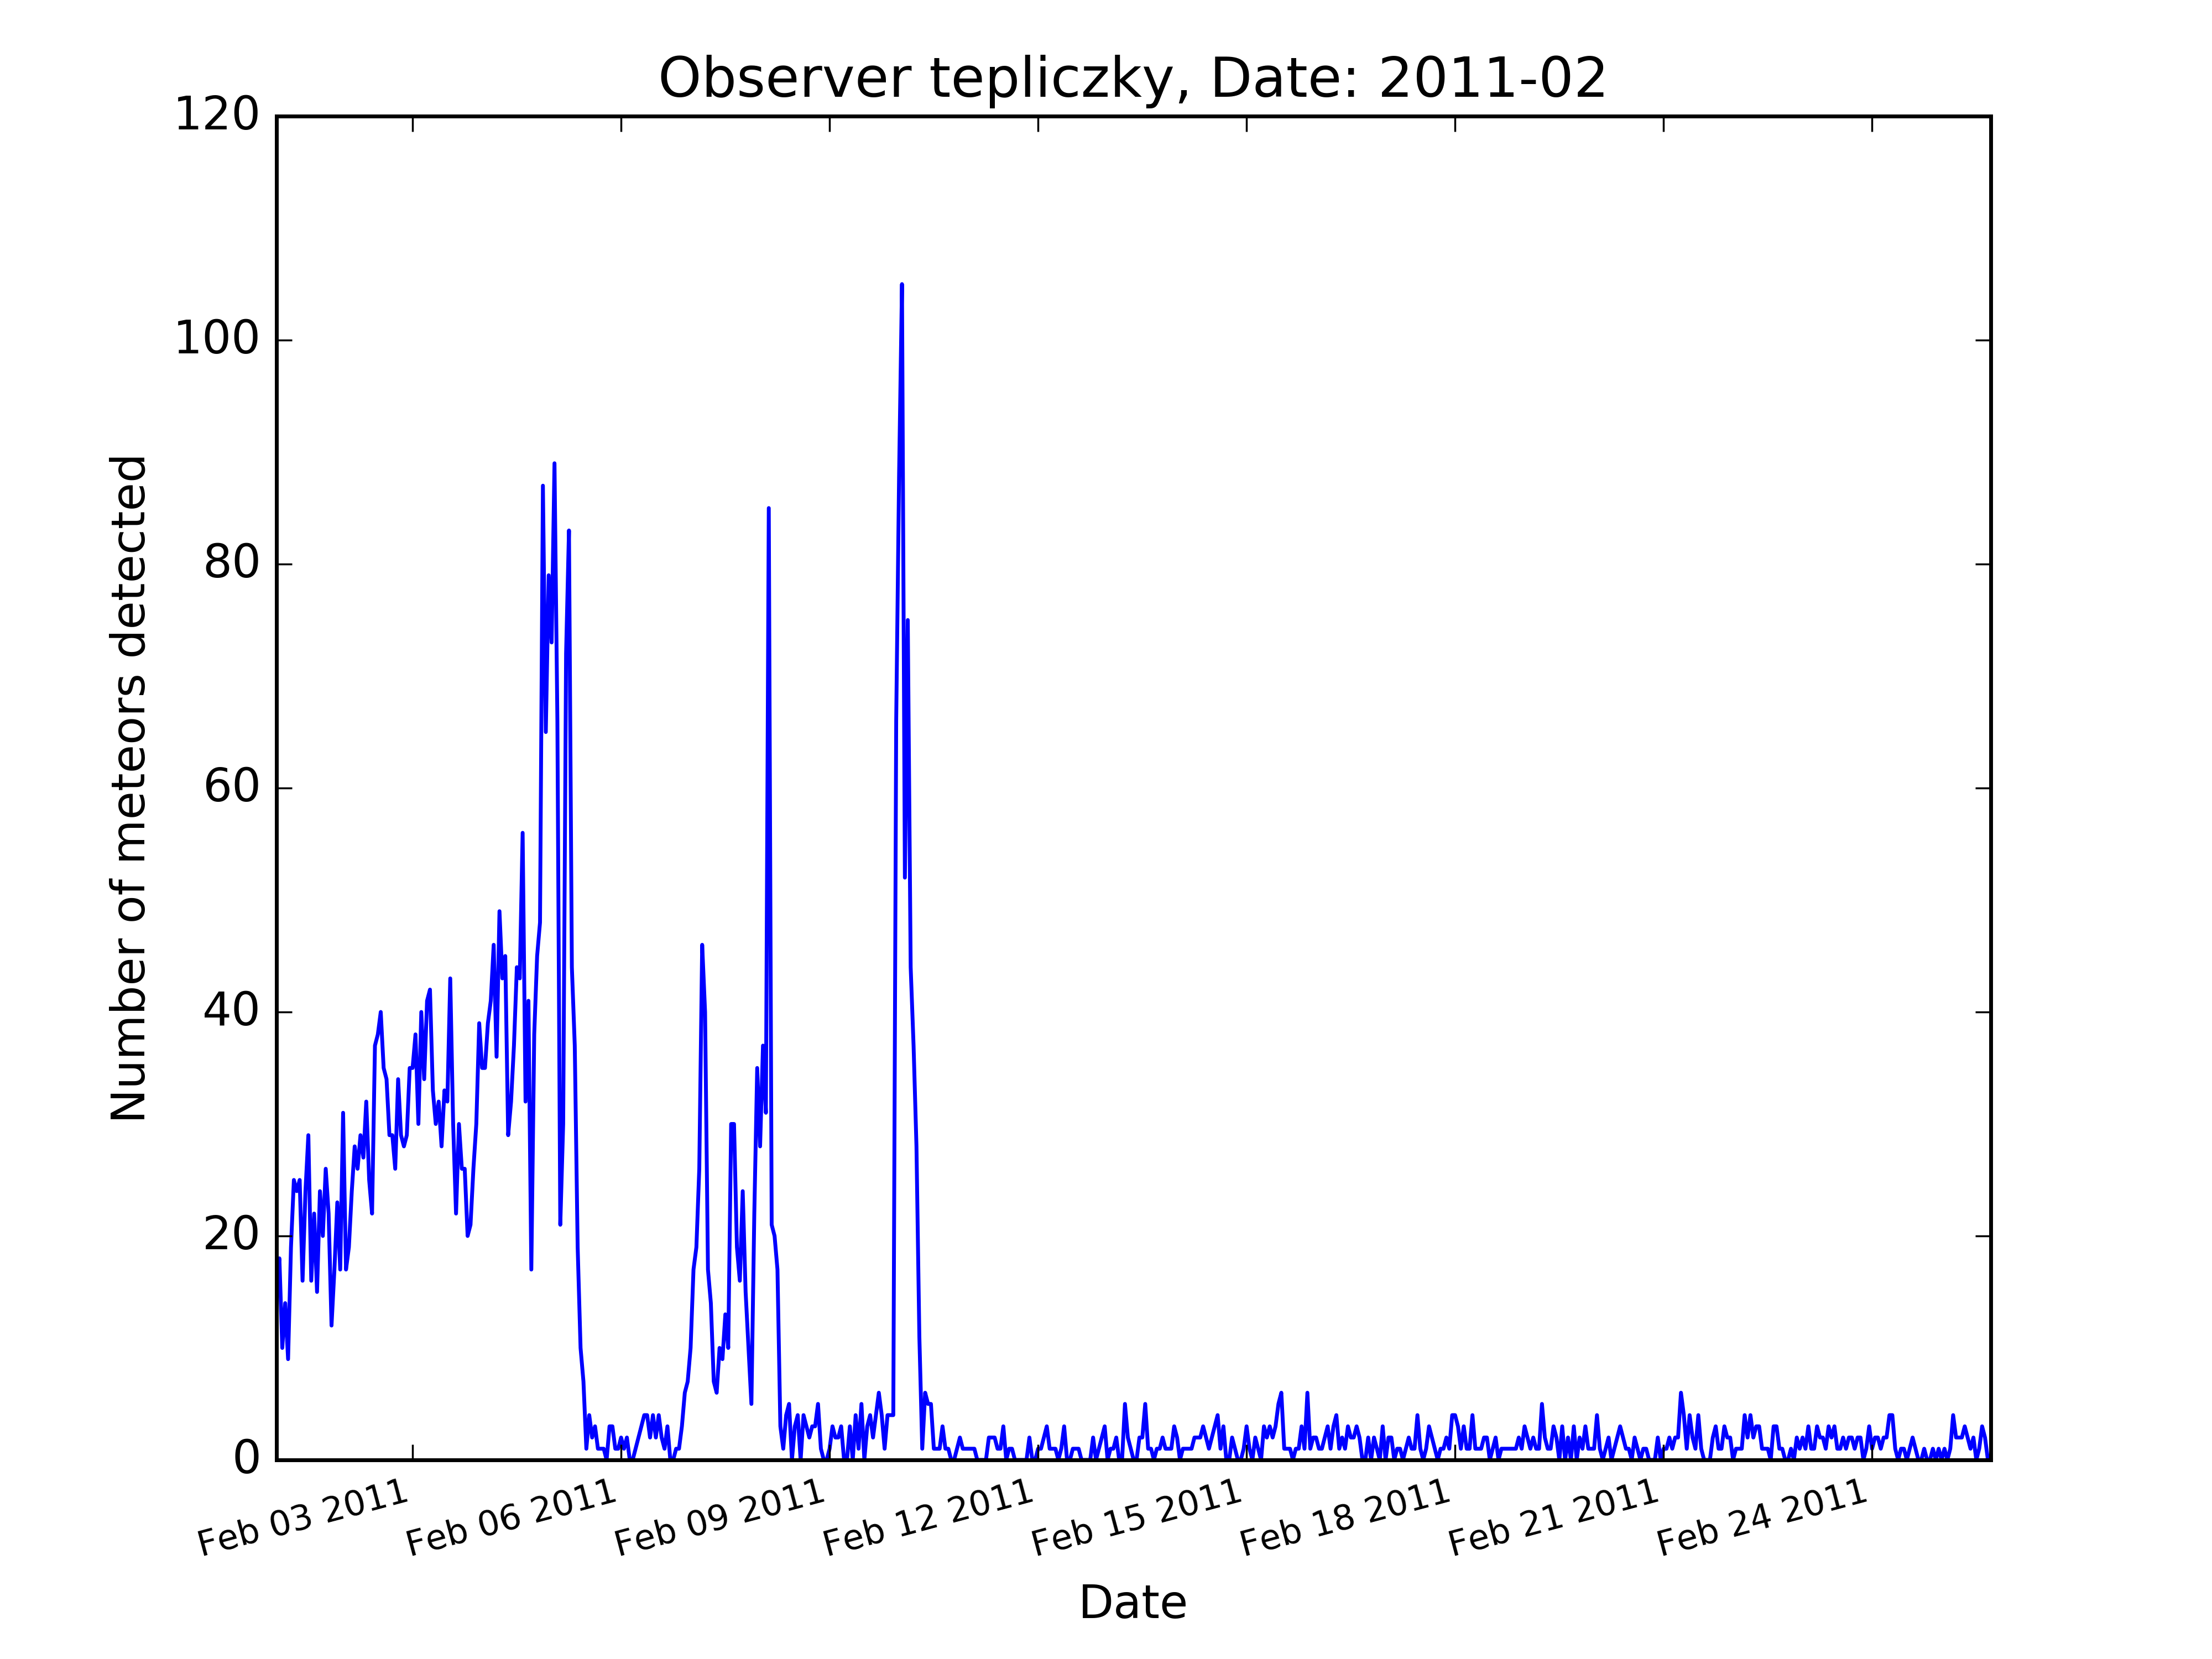 Observer tepliczky, Date: 2011-02
120
100
80
60
40
20
0
Number of meteors detected
Feb 03 2011
Feb 06 2011
Feb 09 2011
Feb 12 2011
Feb 15 2011
Feb 18 2011
Feb 21 2011
Feb 24 2011
Date